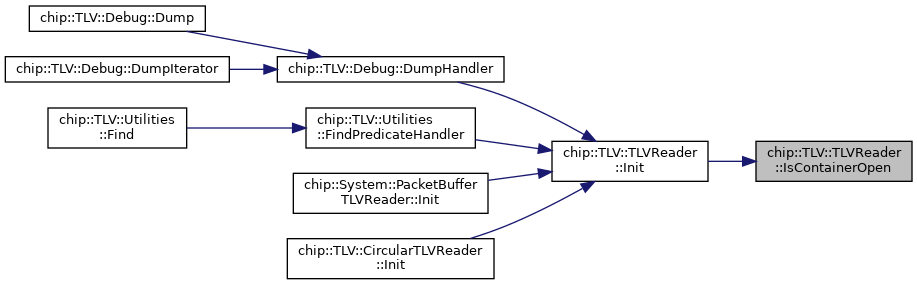 chip::TLV::Debug::Dump
chip::TLV::Debug::DumpIterator
chip::TLV::Debug::DumpHandler
chip::TLV::Utilities
::Find
chip::TLV::Utilities
::FindPredicateHandler
chip::System::PacketBuffer
TLVReader::Init
chip::TLV::CircularTLVReader
::Init
chip::TLV::TLVReader
::Init
chip::TLV::TLVReader
::IsContainerOpen